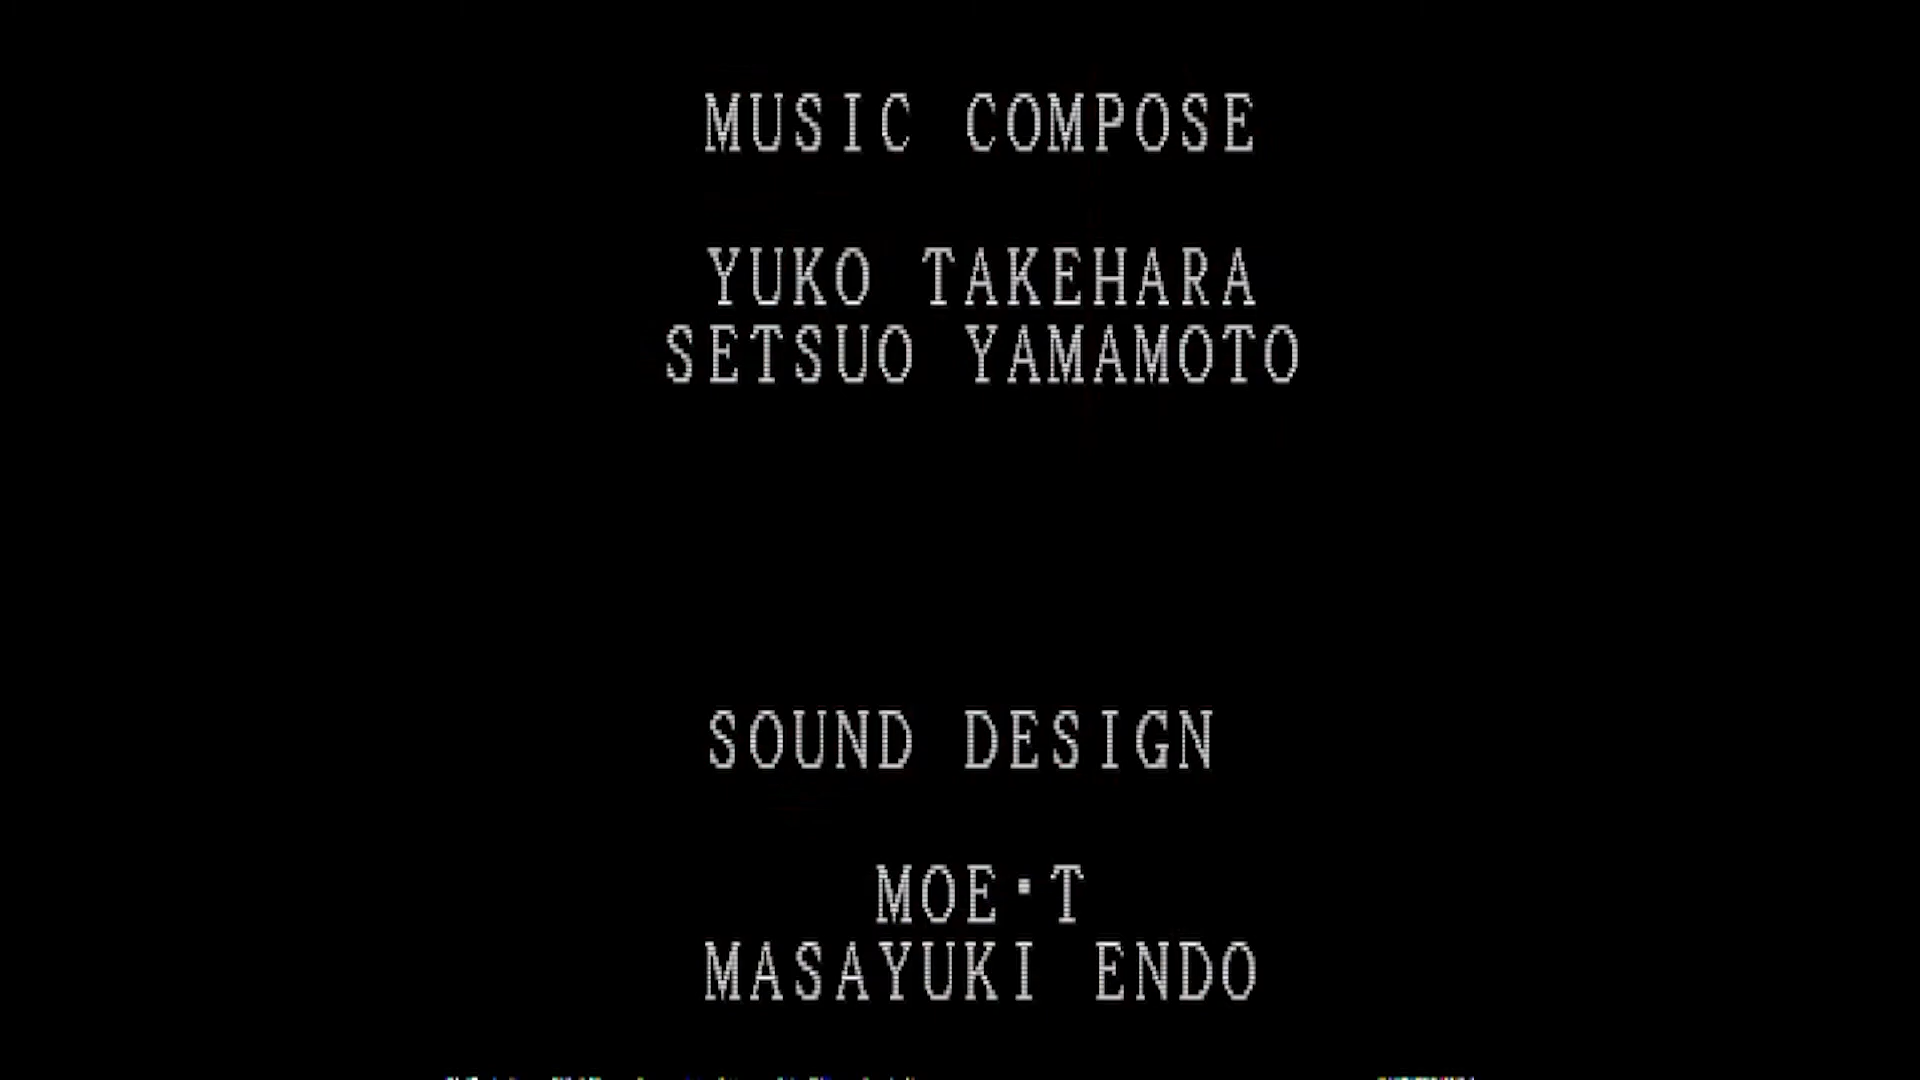 MUSIC COMPOSE
YUKO TAKEHARA
SETSUO YAMAMOTO
SOUND DESIGN
MOE・T
MASAYUKI ENDO